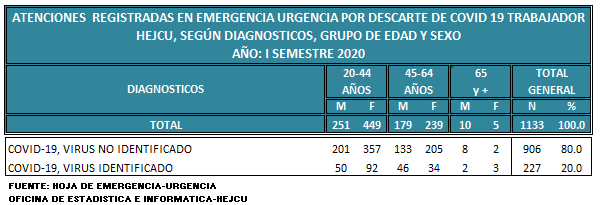 ATENCIONES REGISTRADAS EN EMERGENCIA URGENCIA POR DESCARTE DE COVID 19 TRABAJADOR
HEJCU, SEGÚN DIAGNOSTICOS, GRUPO DE EDAD Y SEXO
AÑO: I SEMESTRE 2020
DIAGNOSTICOS
20-44 AÑOS
45-64 AÑOS
65 y +
TOTAL GENERAL
M F M F M F N %
TOTAL 251 449 179 239 10 5 1133 100.0
COVID-19, VIRUS NO IDENTIFICADO 201 357 133 205 8 2 906 80.0
COVID-19, VIRUS IDENTIFICADO 50 92 46 34 2 3 227 20.0
FUENTE: HOJA DE EMERGENCIA-URGENCIA
OFICINA DE ESTADISTICA E INFORMATICA-HEJCU